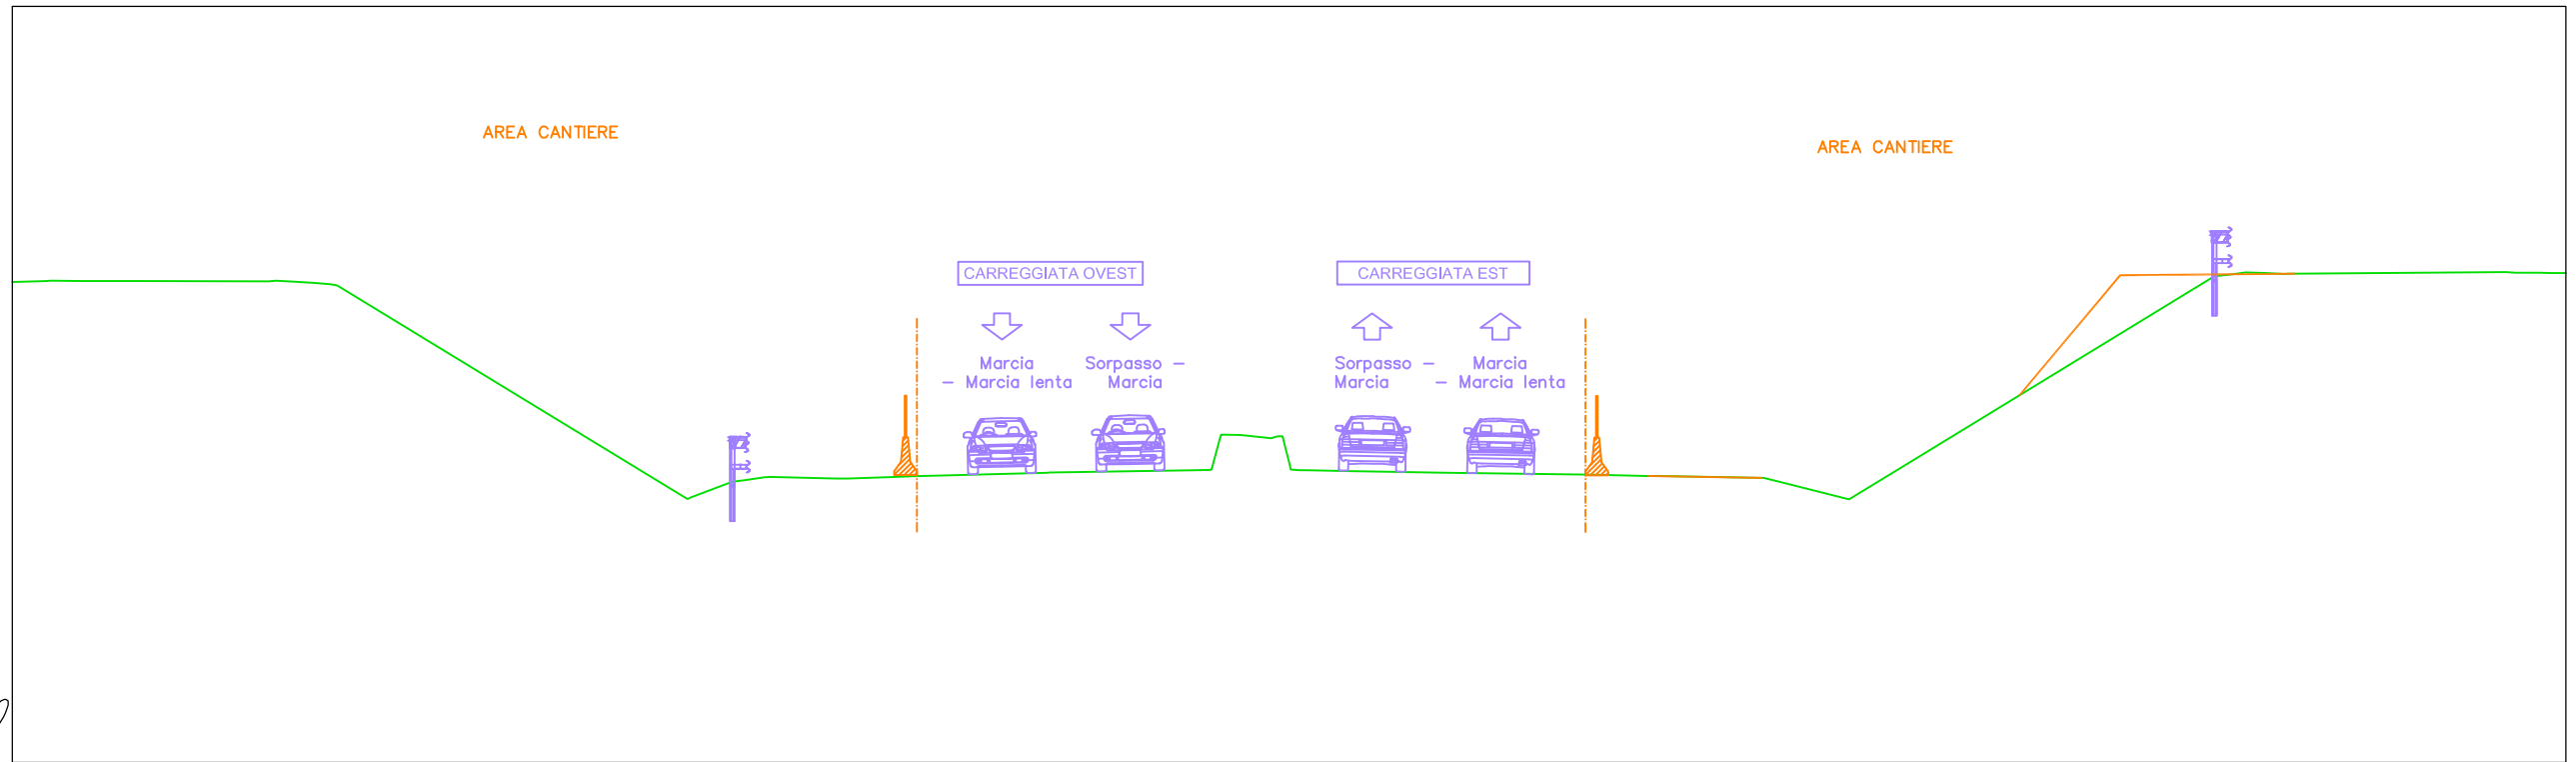 AREA CANTIERE
AREA CANTIERE
CARREGGIATA OVEST
CARREGGIATA EST
Marcia
- Marcia lenta
Sorpasso -
Marcia
Sorpasso -
Marcia
Marcia
- Marcia lenta